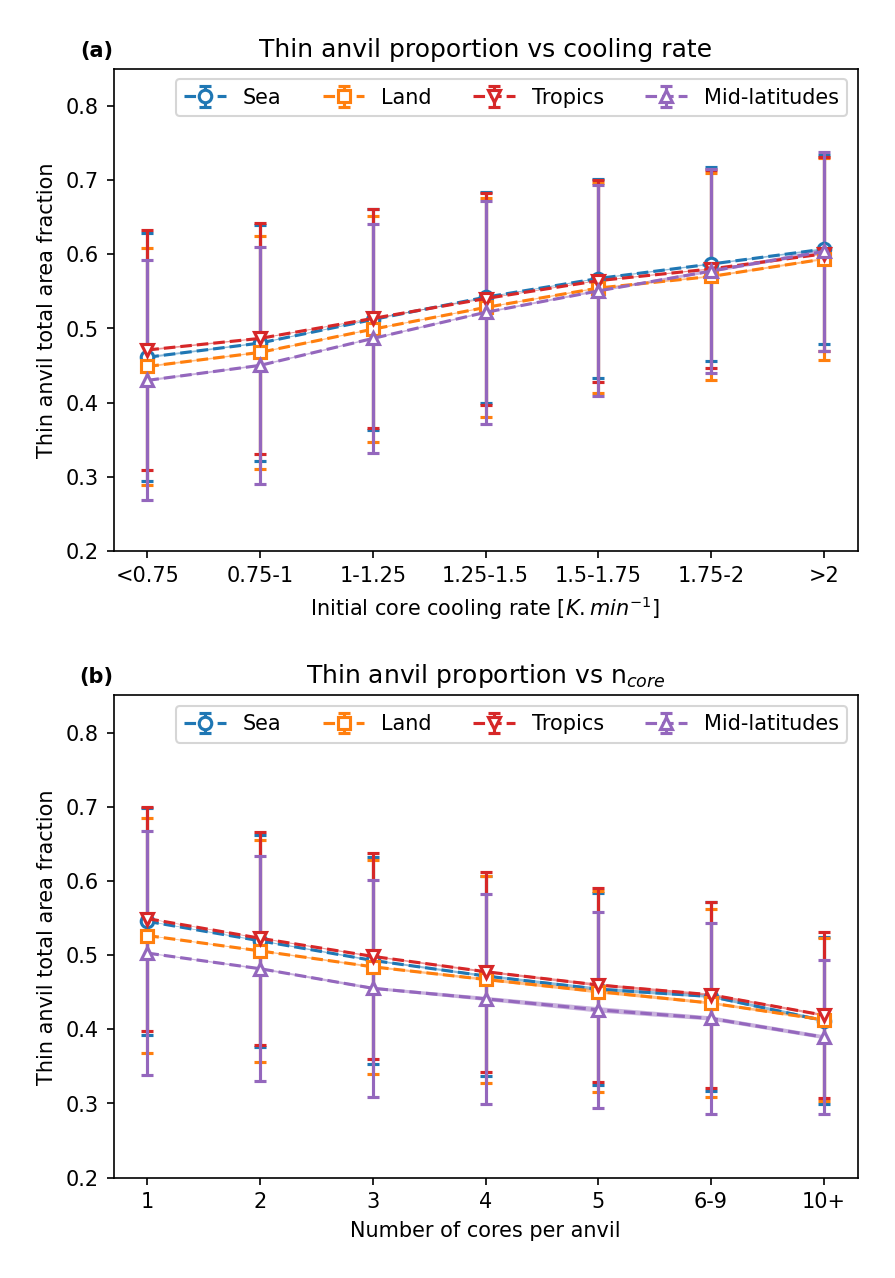 (a)
Thin anvil proportion vs cooling rate
Sea Land Tropics Mid-latitudes
Thin anvil total area fraction
0.8
0.7
0.6
0.5
0.4
0.3
0.2
<0.75 0.75-1 1-1.25 1.25-1.5 1.5-1.75 1.75-2 >2
Initial core cooling rate [K.min⁻¹]
(b)
Thin anvil proportion vs n_core
Sea Land Tropics Mid-latitudes
Thin anvil total area fraction
0.8
0.7
0.6
0.5
0.4
0.3
0.2
1 2 3 4 5 6-9 10+
Number of cores per anvil